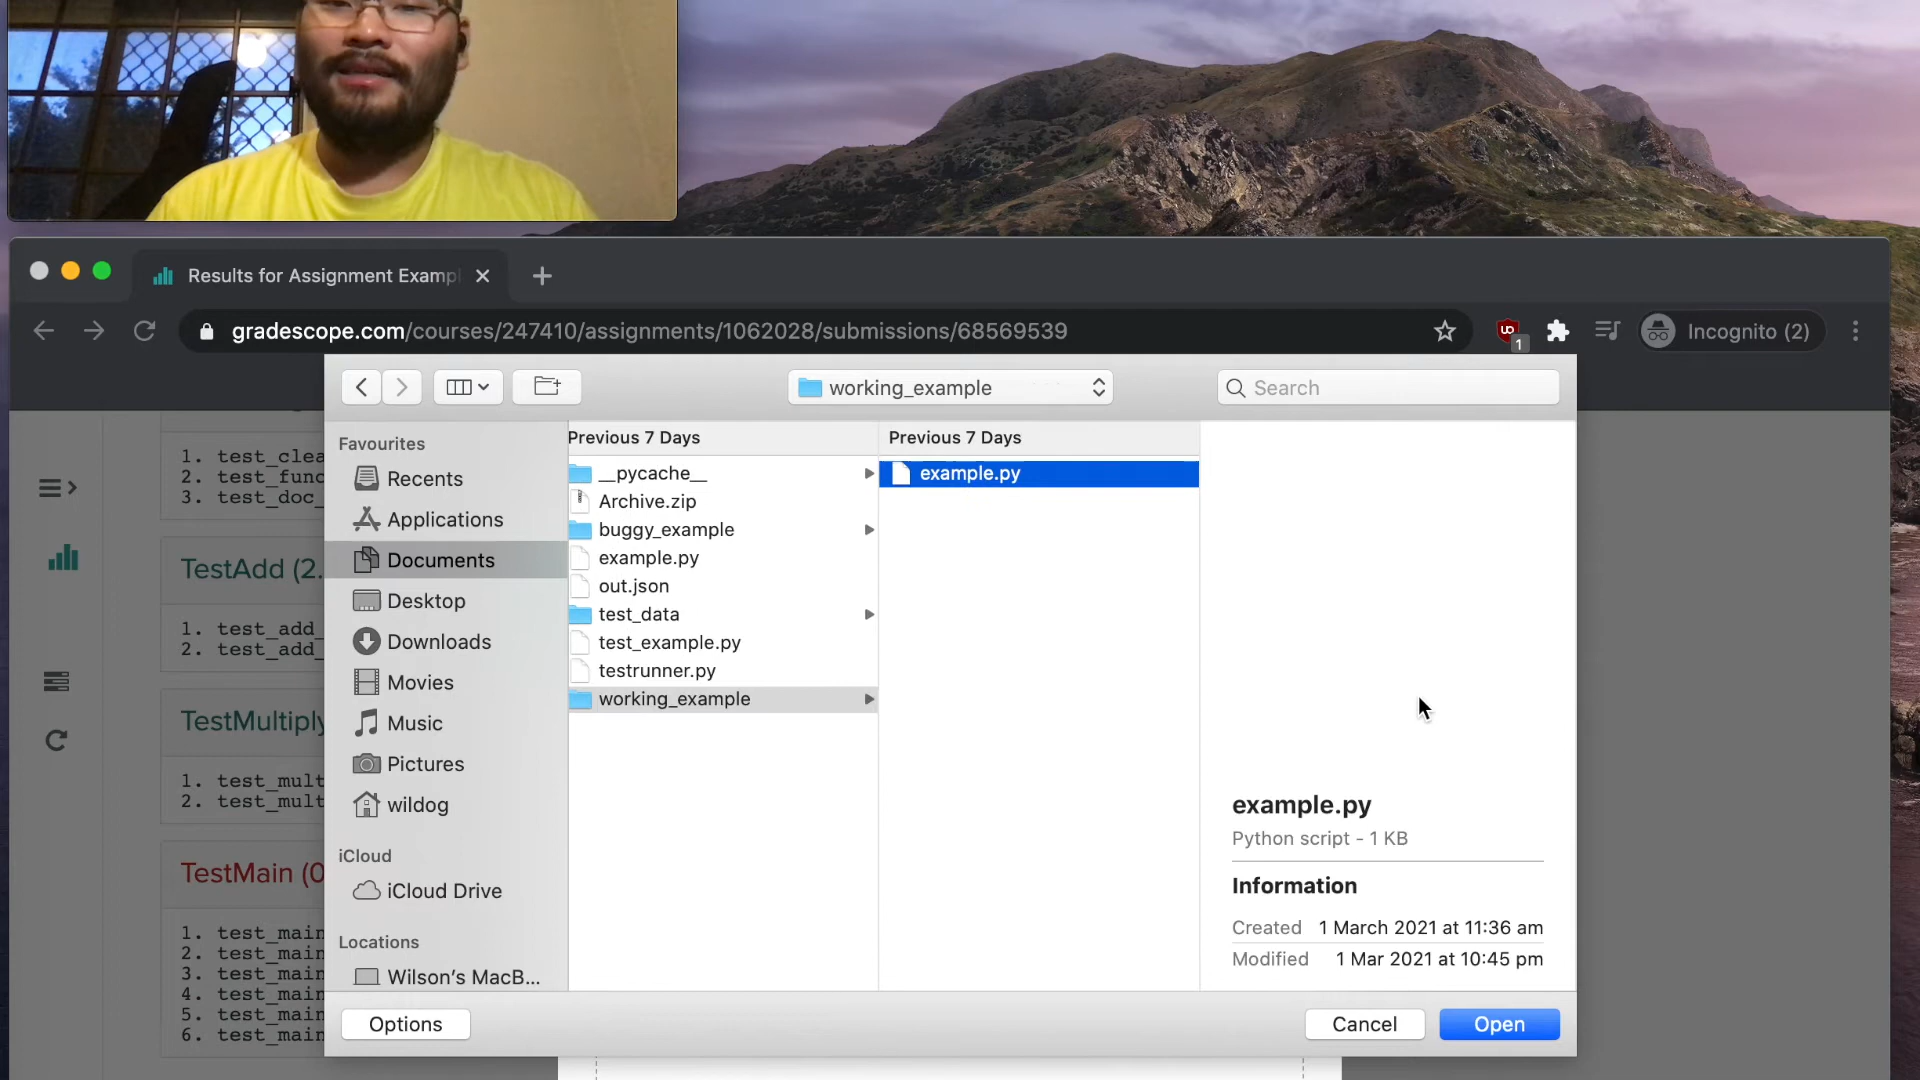 Results for Assignment Exampl
gradescope.com/courses/247410/assignments/1062028/submissions/68569539
1
Incognito (2)
working_example
Search
Favourites
Recents
Applications
Documents
Desktop
Downloads
Movies
Music
Pictures
wildog
iCloud
iCloud Drive
Locations
Wilson's MacB...
Previous 7 Days
__pycache__
Archive.zip
buggy_example
example.py
out.json
test_data
test_example.py
testrunner.py
working_example
Previous 7 Days
example.py
example.py
Python script - 1 KB
Information
Created 1 March 2021 at 11:36 am
Modified 1 Mar 2021 at 10:45 pm
Options
Cancel
Open
1. test_clea
2. test_func
3. test_doc_
TestAdd (2.
1. test_add_
2. test_add_
TestMultiply
1. test_mult
2. test_mult
TestMain (0
1. test_main
2. test_main
3. test_main
4. test_main
5. test_main
6. test_main